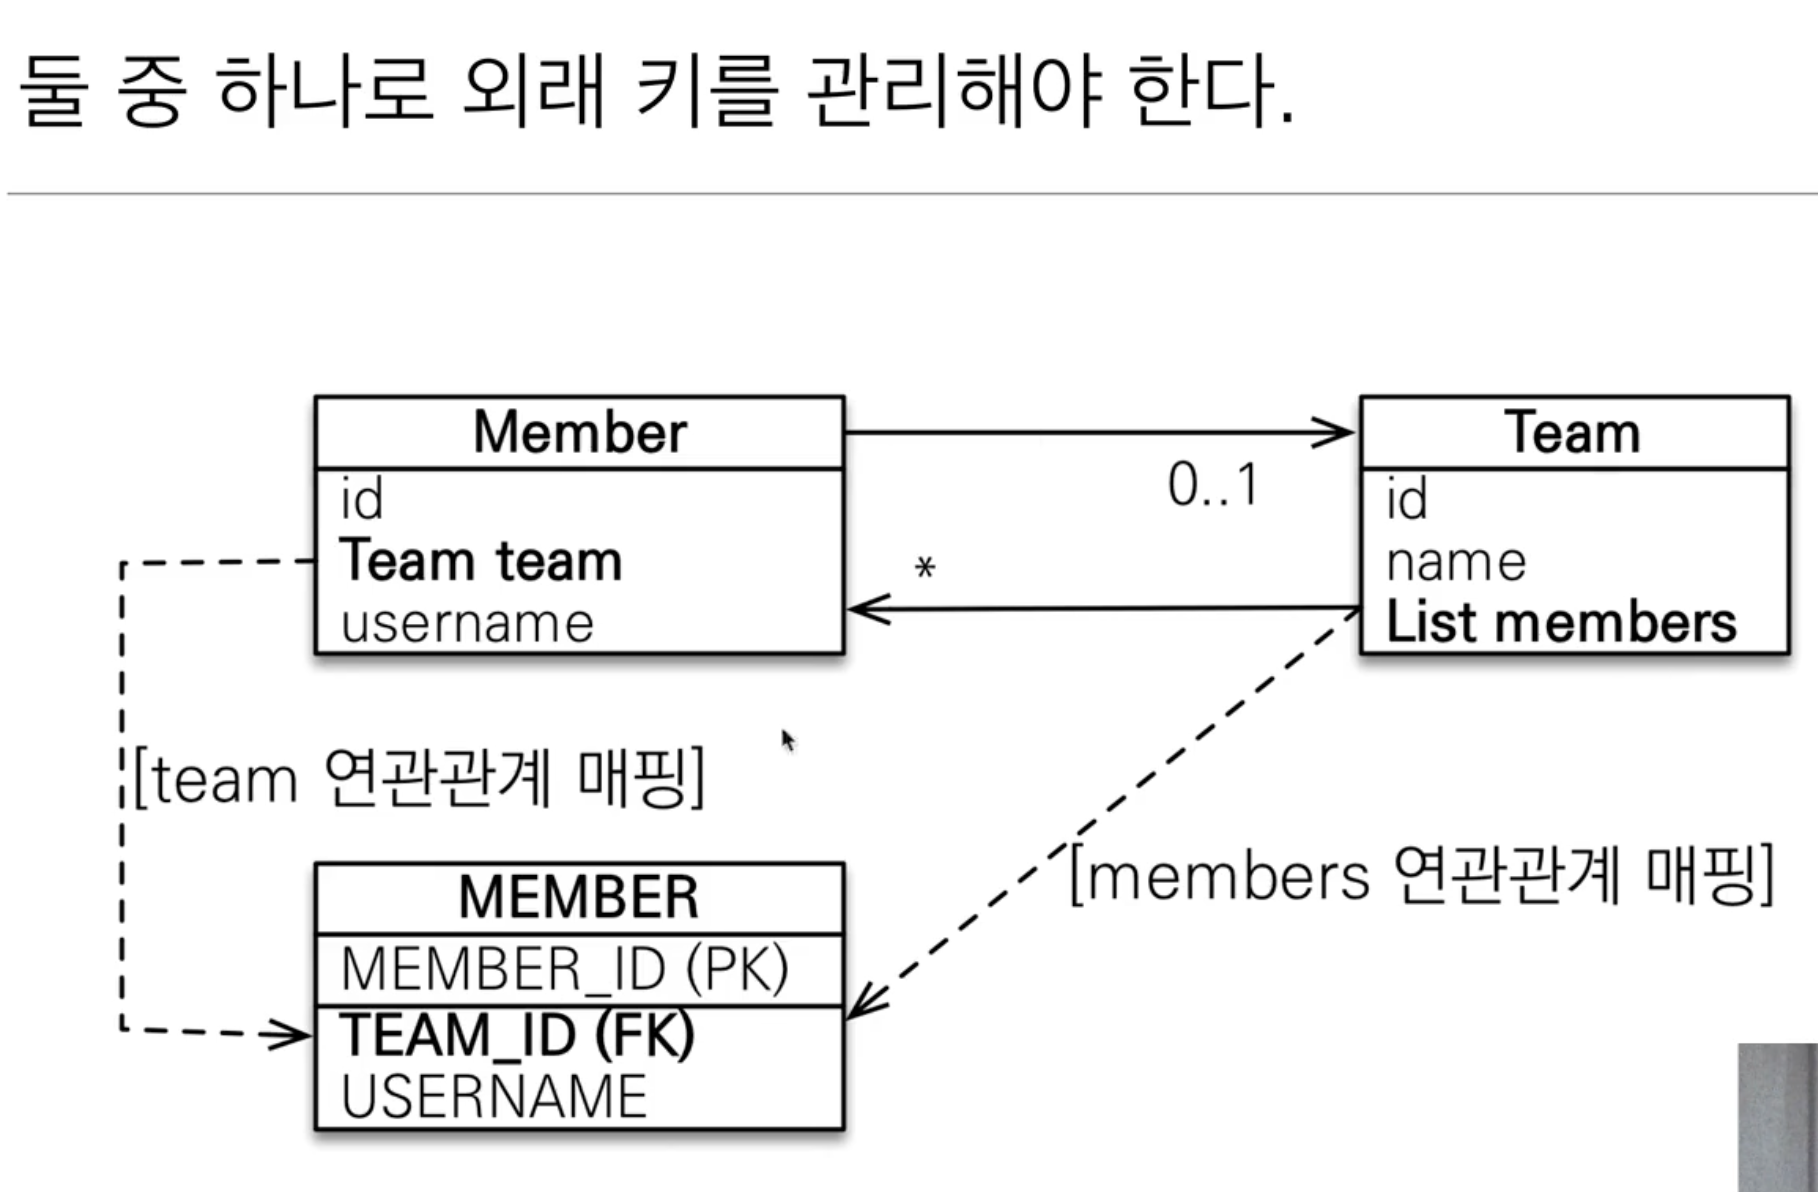 둘 중 하나로 외래 키를 관리해야 한다.
Member
id
Team team
username
0..1
*
Team
id
name
List members
[team 연관관계 매핑]
[members 연관관계 매핑]
MEMBER
MEMBER_ID (PK)
TEAM_ID (FK)
USERNAME